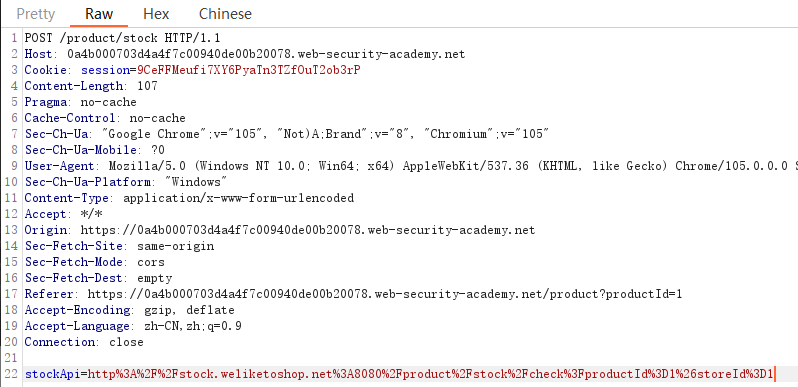 Pretty Raw Hex Chinese
1 POST /product/stock HTTP/1.1
2 Host: 0a4b000703d4a4f7c00940de00b20078.web-security-academy.net
3 Cookie: session=9CeFFMeufi7XY6PyaTn3TZfOuT2ob3rP
4 Content-Length: 107
5 Pragma: no-cache
6 Cache-Control: no-cache
7 Sec-Ch-Ua: "Google Chrome";v="105", "Not)A;Brand";v="8", "Chromium";v="105"
8 Sec-Ch-Ua-Mobile: ?0
9 User-Agent: Mozilla/5.0 (Windows NT 10.0; Win64; x64) AppleWebKit/537.36 (KHTML, like Gecko) Chrome/105.0.0.0 S
10 Sec-Ch-Ua-Platform: "Windows"
11 Content-Type: application/x-www-form-urlencoded
12 Accept: */*
13 Origin: https://0a4b000703d4a4f7c00940de00b20078.web-security-academy.net
14 Sec-Fetch-Site: same-origin
15 Sec-Fetch-Mode: cors
16 Sec-Fetch-Dest: empty
17 Referer: https://0a4b000703d4a4f7c00940de00b20078.web-security-academy.net/product?productId=1
18 Accept-Encoding: gzip, deflate
19 Accept-Language: zh-CN,zh;q=0.9
20 Connection: close
21
22 stockApi=http%3A%2F%2Fstock.weliketoshop.net%3A8080%2Fproduct%2Fstock%2Fcheck%3FproductId%3D1%26storeId%3D1